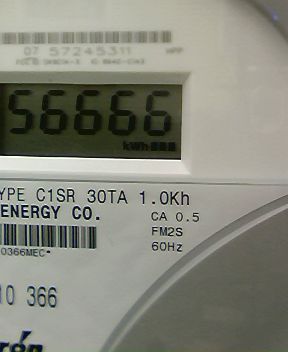 07 57245311
56666
kWh
YPE C1SR 30TA 1.0Kh
ENERGY CO.
CA 0.5
FM2S
60Hz
0366MEC*
10 366
rón